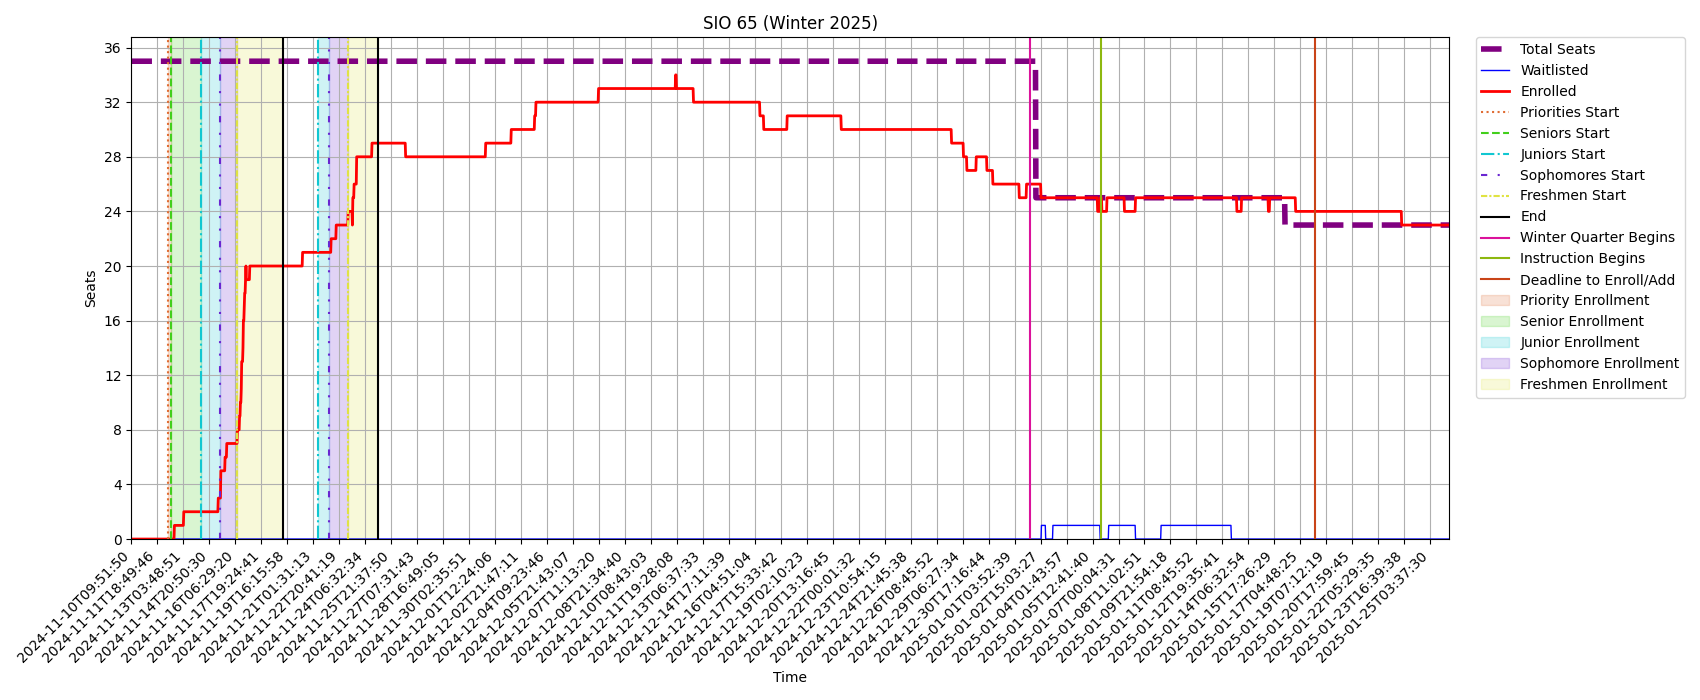 SIO 65 (Winter 2025)
Seats
36
32
28
24
20
16
12
8
4
0
2024-11-10T09:51:50
2024-11-11T18:49:46
2024-11-13T03:48:51
2024-11-14T20:50:30
2024-11-16T06:29:20
2024-11-17T19:24:41
2024-11-19T16:15:58
2024-11-21T01:31:13
2024-11-22T20:41:19
2024-11-24T06:32:34
2024-11-25T21:37:50
2024-11-27T07:31:43
2024-11-28T16:49:05
2024-11-30T02:35:51
2024-12-01T12:24:06
2024-12-02T21:47:11
2024-12-04T09:23:46
2024-12-05T21:43:07
2024-12-07T11:13:20
2024-12-08T21:34:40
2024-12-10T08:43:03
2024-12-11T19:28:08
2024-12-13T06:37:33
2024-12-14T17:11:39
2024-12-16T04:51:04
2024-12-17T15:33:42
2024-12-19T02:10:23
2024-12-20T13:16:45
2024-12-22T00:01:32
2024-12-23T10:54:15
2024-12-24T21:45:38
2024-12-26T08:45:52
2024-12-29T06:27:34
2024-12-30T17:16:44
2025-01-01T03:52:39
2025-01-02T15:03:27
2025-01-04T01:43:57
2025-01-05T12:41:40
2025-01-07T00:04:31
2025-01-08T11:02:51
2025-01-09T21:54:18
2025-01-11T08:45:52
2025-01-12T19:35:41
2025-01-14T06:32:54
2025-01-15T17:26:29
2025-01-17T04:48:25
2025-01-19T07:12:19
2025-01-20T17:59:45
2025-01-22T05:29:35
2025-01-23T16:39:38
2025-01-25T03:37:30
Time
Total Seats
Waitlisted
Enrolled
Priorities Start
Seniors Start
Juniors Start
Sophomores Start
Freshmen Start
End
Winter Quarter Begins
Instruction Begins
Deadline to Enroll/Add
Priority Enrollment
Senior Enrollment
Junior Enrollment
Sophomore Enrollment
Freshmen Enrollment